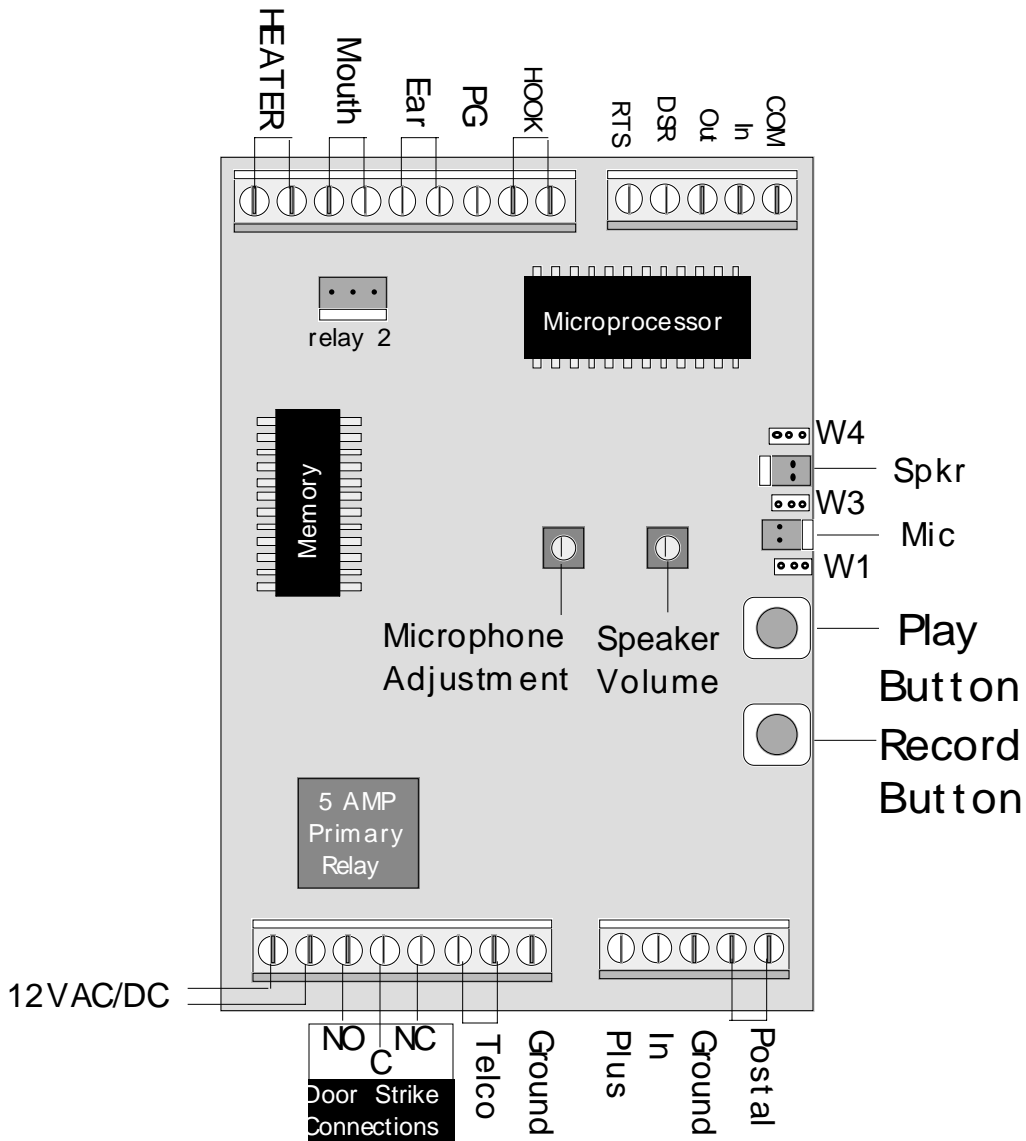 HEATER
Mouth
Ear
PG
HOOK
RTS
DSR
Out
In
COM
relay 2
Microprocessor
Memory
W4
Spkr
W3
Mic
W1
Microphone
Adjustment
Speaker
Volume
Play
Button
Record
Button
5 AMP
Primary
Relay
12VAC/DC
NO
C
NC
Door Strike
Connections
Telco
Ground
Plus
In
Ground
Postal